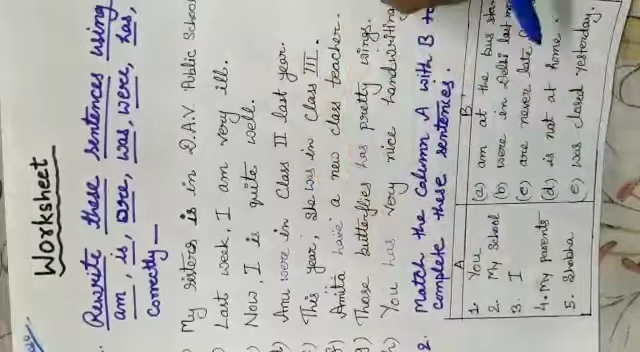 Worksheet
Rewrite these sentences using
am, is, are, was, were, has,
correctly –
My sisters is in D.A.V. Public School
Last week, I am very ill.
Now, I is quite well.
Anu were in Class II last year.
This year, she was in Class III.
f) Amita have a new class teacher.
g) Those butterflies has pretty wings.
h) You has very nice handwriting
2. Match the Column A with B to
complete these sentences.
A B
1. You (a) am at the bus
2. My School (b) were in Delhi last
3. I (c) are never late
4. My parents (d) is not at home.
5. Shobha (e) was closed yesterday.